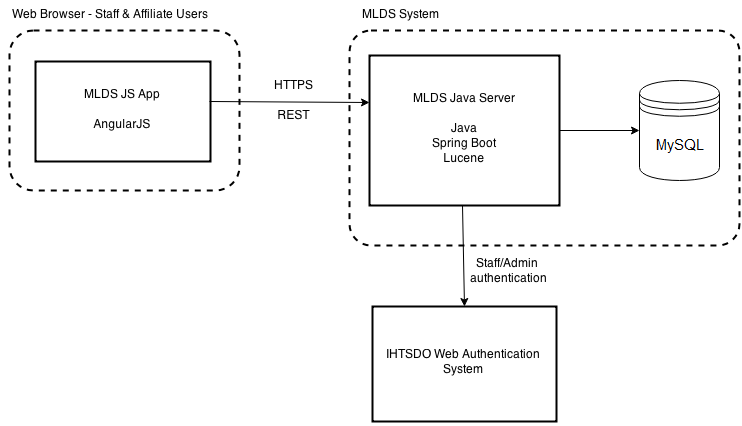 Web Browser - Staff & Affiliate Users
MLDS System
MLDS JS App
AngularJS
HTTPS
REST
MLDS Java Server
Java
Spring Boot
Lucene
MySQL
Staff/Admin
authentication
IHTSDO Web Authentication
System